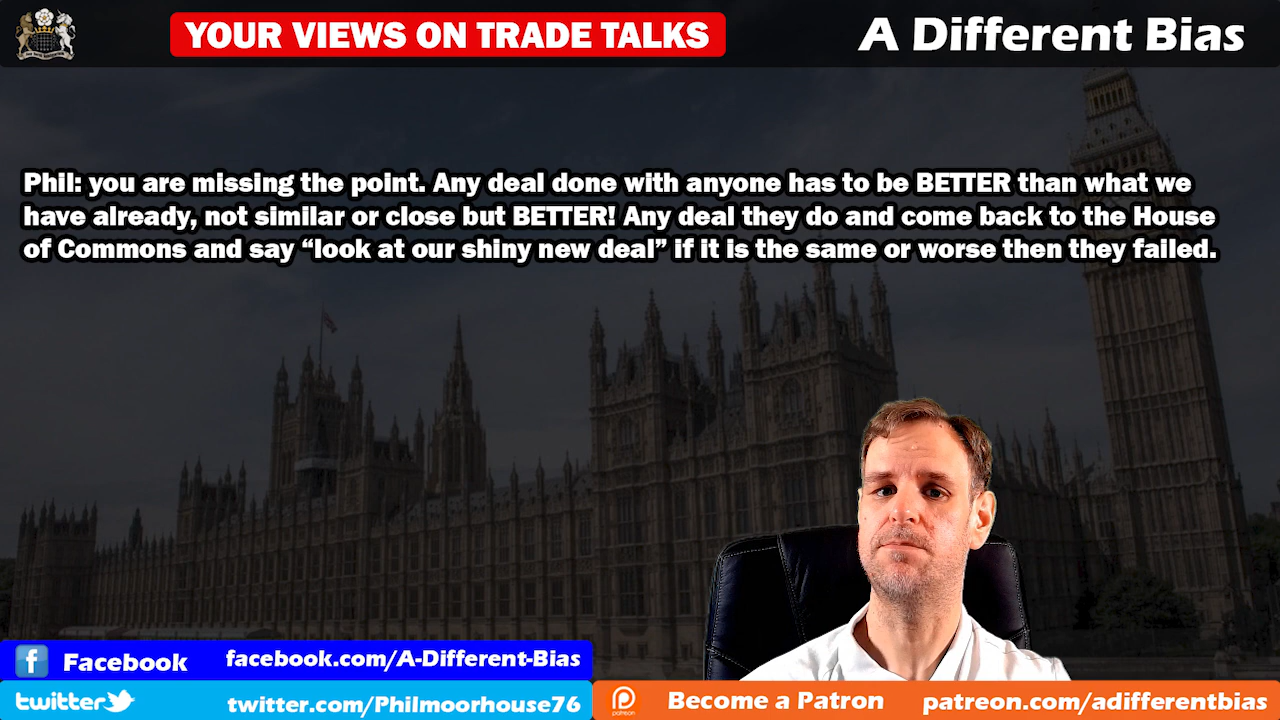 YOUR VIEWS ON TRADE TALKS
A Different Bias
Phil: you are missing the point. Any deal done with anyone has to be BETTER than what we
have already, not similar or close but BETTER! Any deal they do and come back to the House
of Commons and say “look at our shiny new deal” if it is the same or worse then they failed.
Facebook
facebook.com/A-Different-Bias
twitter
twitter.com/Philmoorhouse76
patreon
Become a Patron
patreon.com/adifferentbias